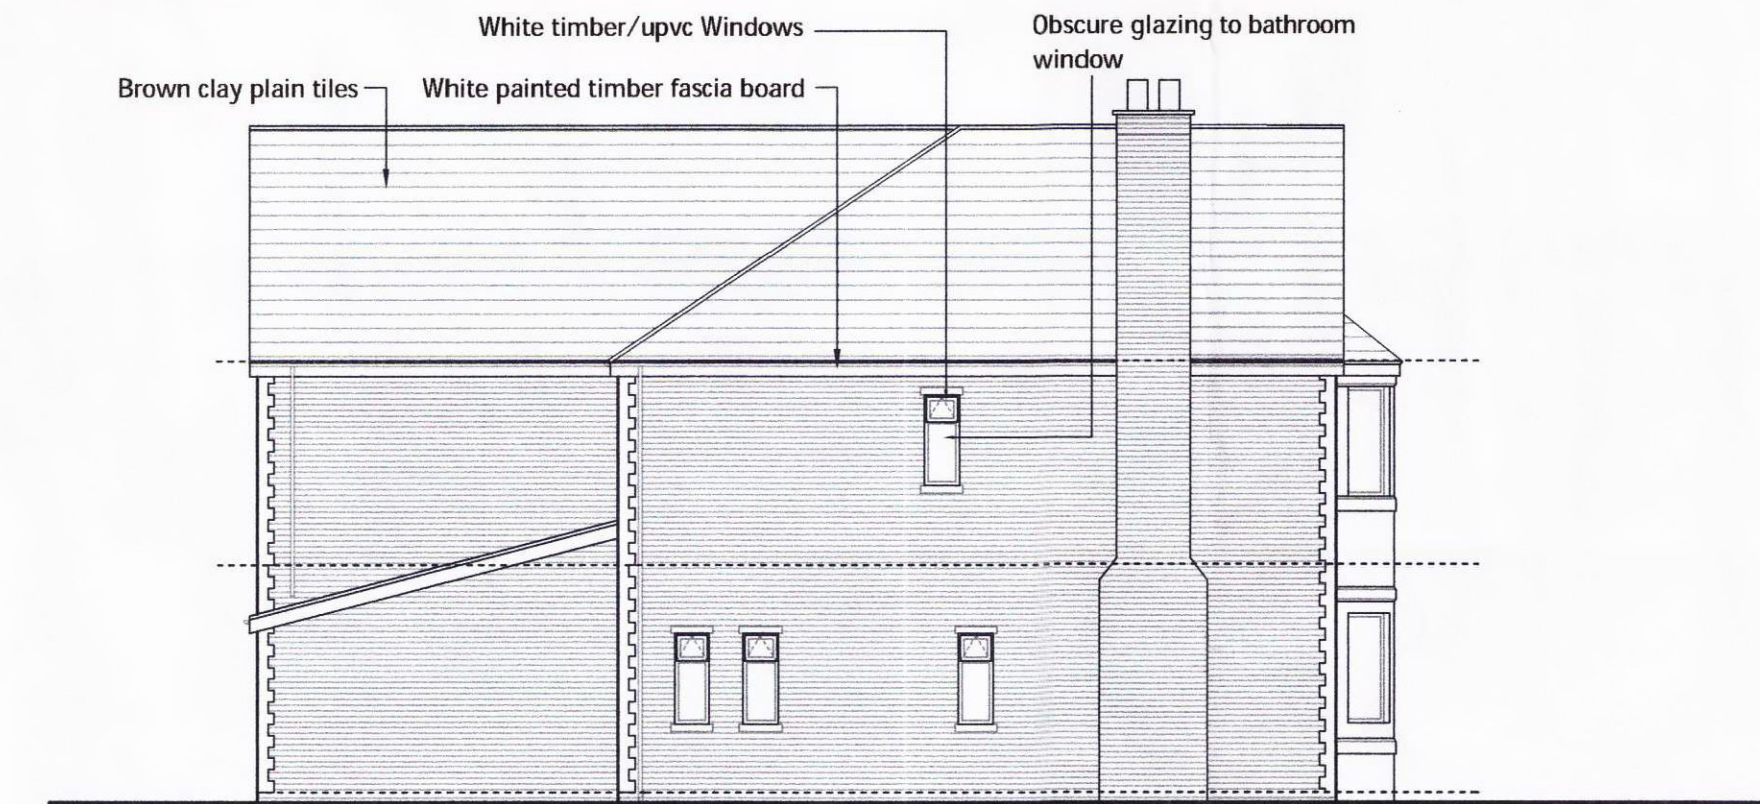 White timber/upvc Windows
Obscure glazing to bathroom
window
Brown clay plain tiles
White painted timber fascia board